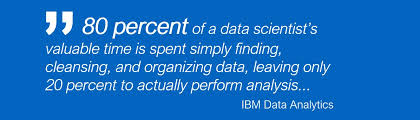 " 80 percent of a data scientist's
valuable time is spent simply finding,
cleansing, and organizing data, leaving only
20 percent to actually perform analysis...
IBM Data Analytics